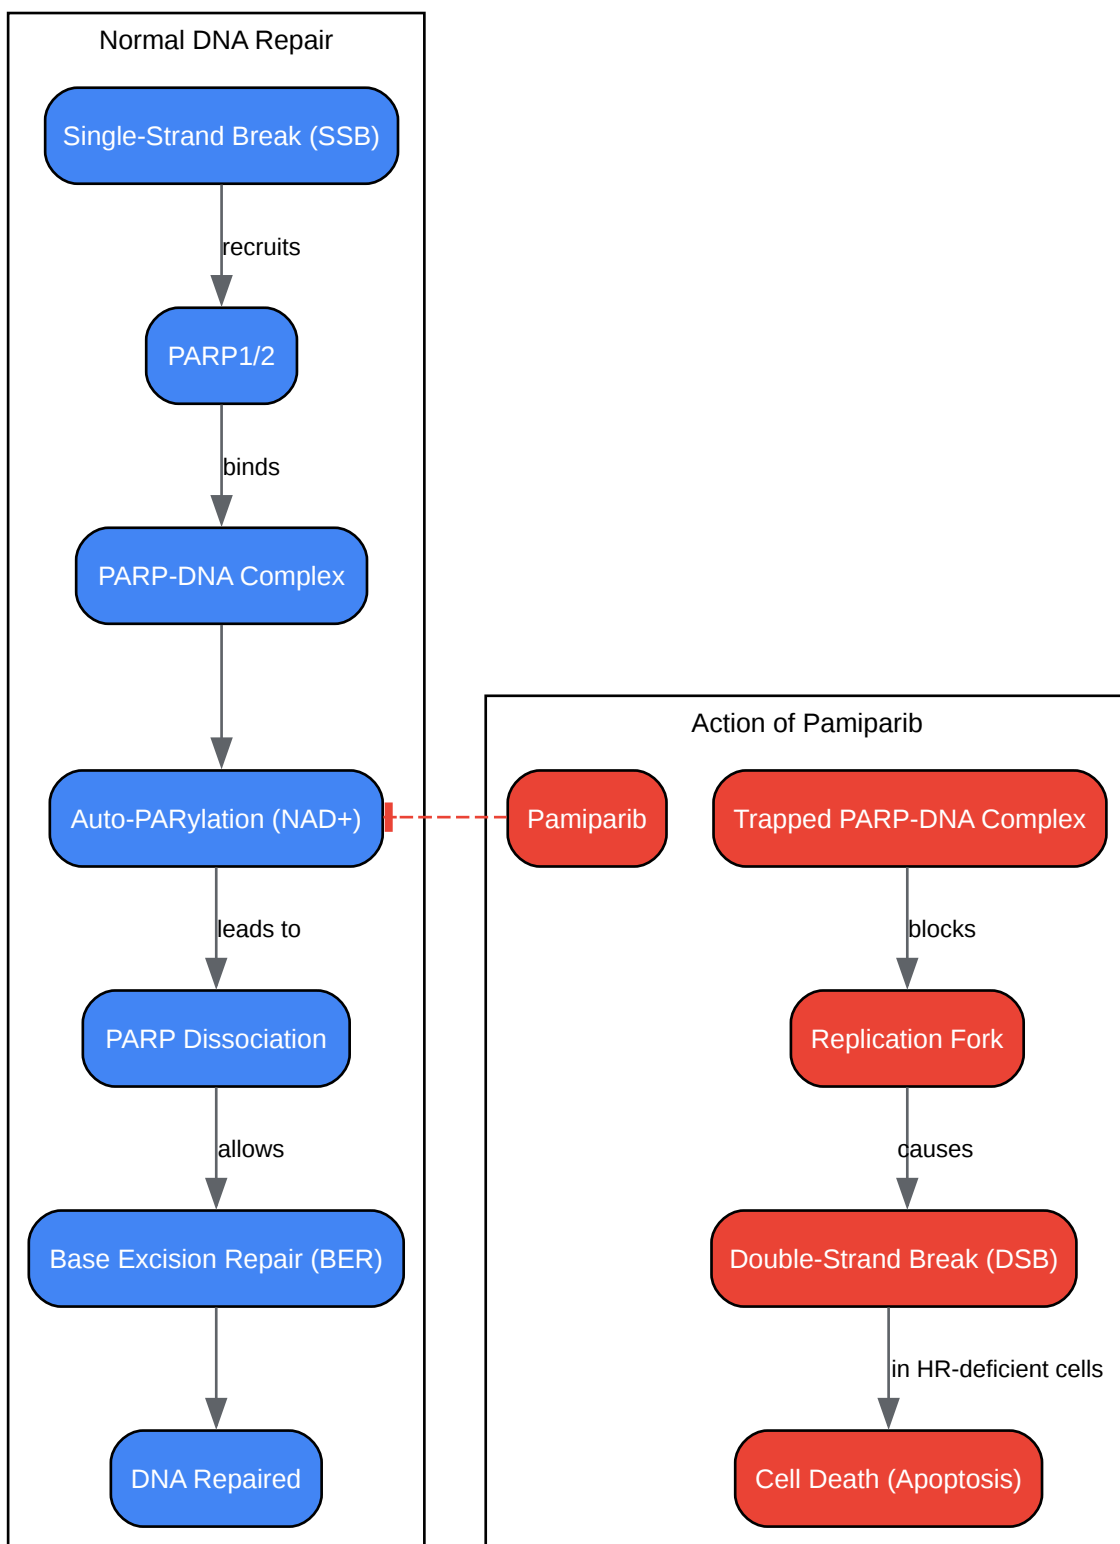 Normal DNA Repair
Single-Strand Break (SSB)
recruits
PARP1/2
binds
PARP-DNA Complex
Auto-PARylation (NAD+)
leads to
PARP Dissociation
allows
Base Excision Repair (BER)
DNA Repaired
Action of Pamiparib
Pamiparib
Trapped PARP-DNA Complex
blocks
Replication Fork
causes
Double-Strand Break (DSB)
in HR-deficient cells
Cell Death (Apoptosis)